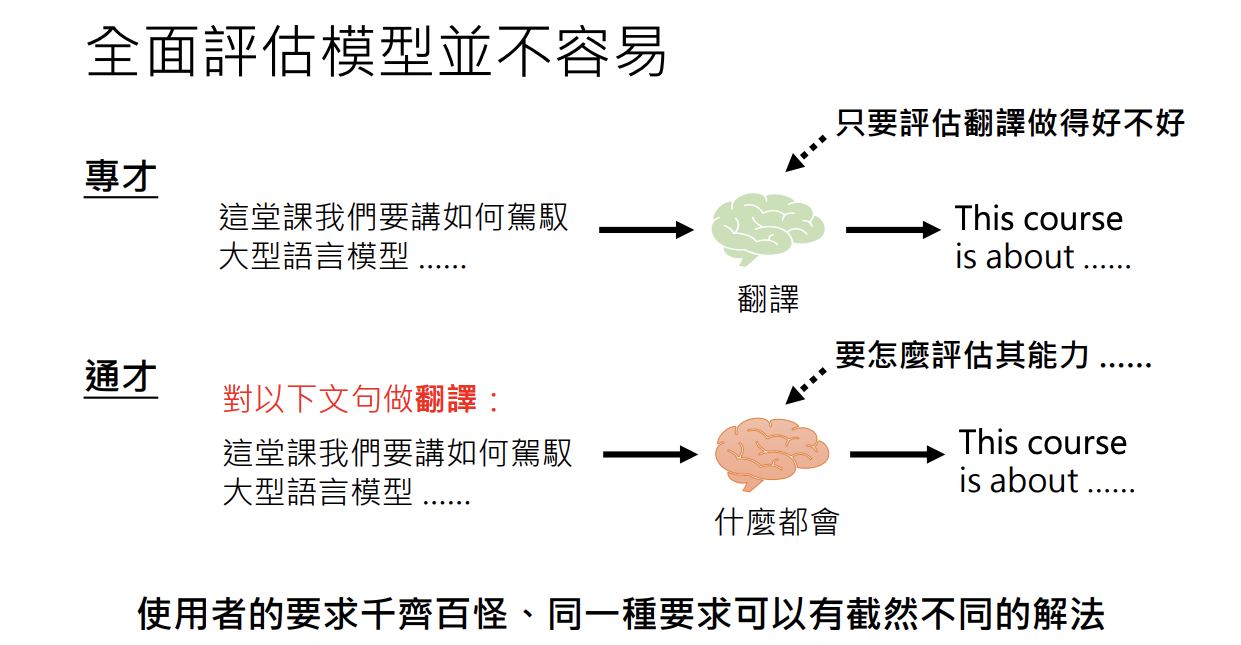 全面評估模型並不容易
只要評估翻譯做得好不好
專才
這堂課我們要講如何駕馭
大型語言模型 ......
This course
is about ......
翻譯
要怎麼評估其能力 ......
通才
對以下文句做翻譯：
這堂課我們要講如何駕馭
大型語言模型 ......
This course
is about ......
什麼都會
使用者的要求千齊百怪、同一種要求可以有截然不同的解法